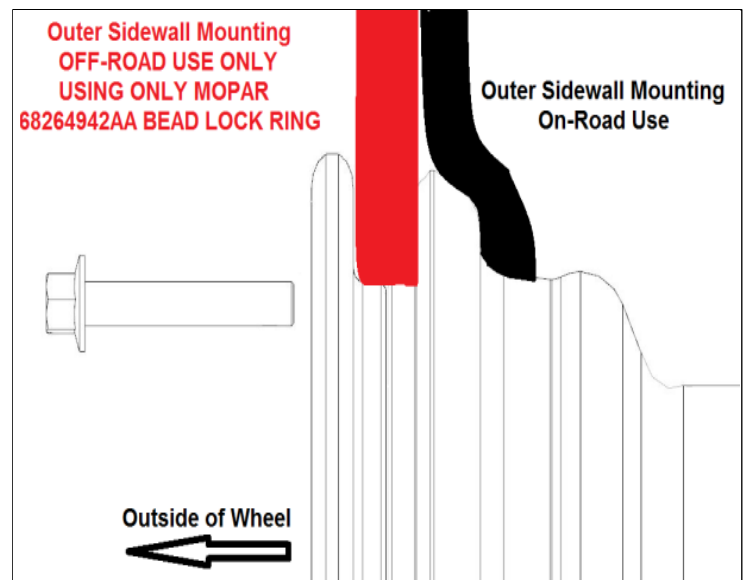 Outer Sidewall Mounting
OFF-ROAD USE ONLY
USING ONLY MOPAR
68264942AA BEAD LOCK RING
Outer Sidewall Mounting
On-Road Use
Outside of Wheel